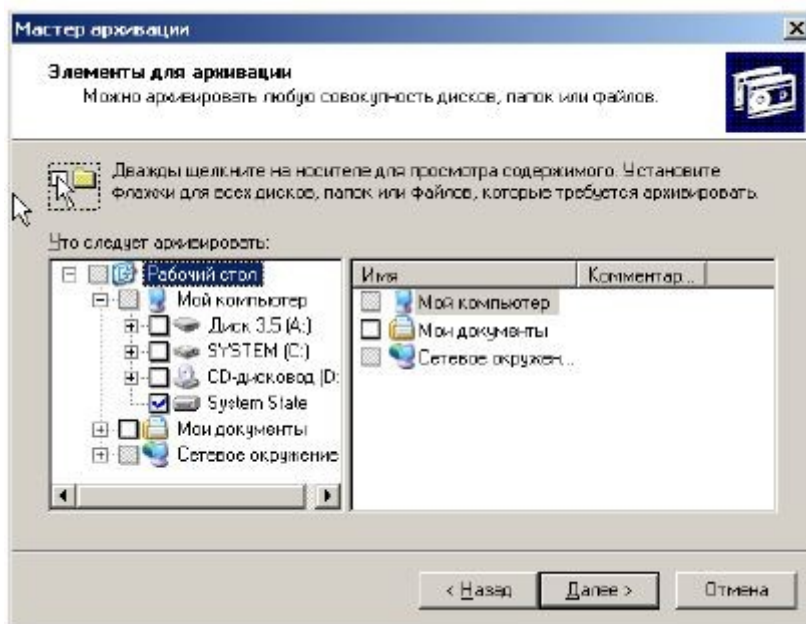 Мастер архивации
Элементы для архивации
Можно архивировать любую совокупность дисков, папок или файлов.
Дважды щелкните на носителе для просмотра содержимого. Установите
флажки для всех дисков, папок или файлов, которые требуется архивировать.
Что следует архивировать:
Рабочий стол
Мой компьютер
Диск 3.5 (A:)
SYSTEM (C:)
CD-дисковод (D:
System State
Мои документы
Сетевое окружение
Имя Комментар...
Мой компьютер
Мои документы
Сетевое окружен...
< Назад Далее > Отмена